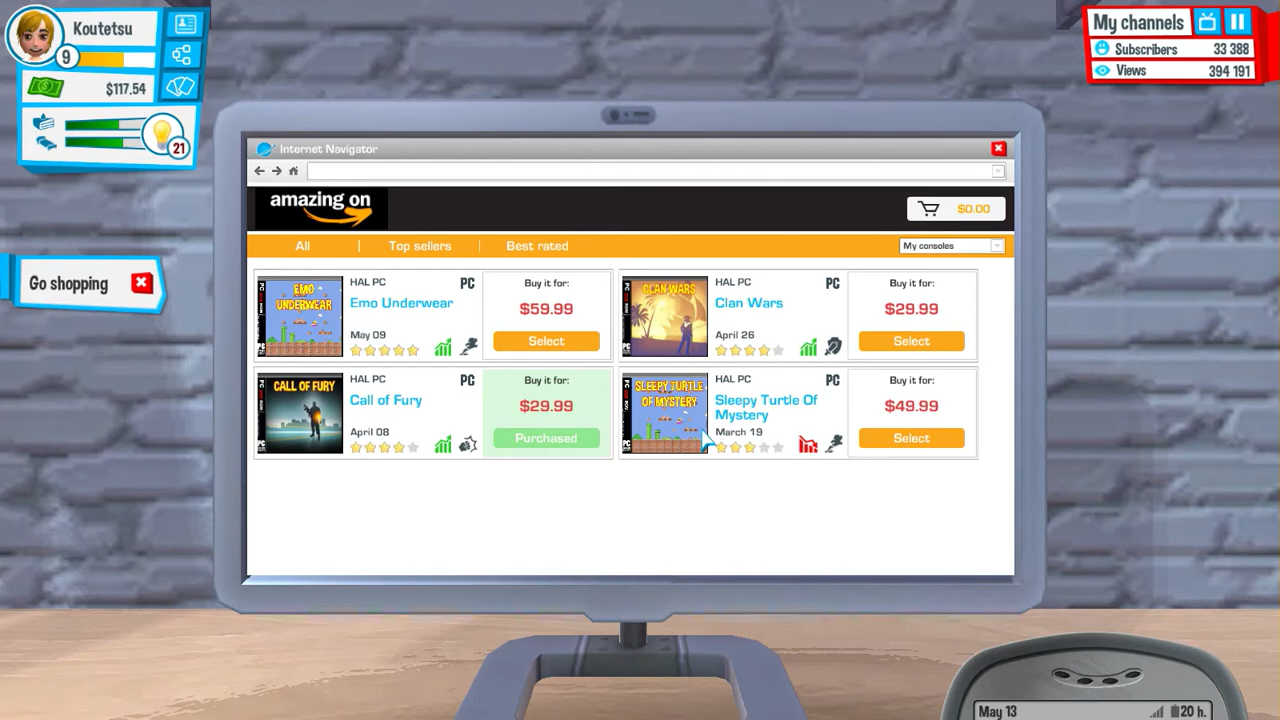 Koutetsu
9
$117.54
21
My channels
Subscribers 33 388
Views 394 191
Go shopping
Internet Navigator
amazing on
$0.00
All | Top sellers | Best rated
My consoles
EMO UNDERWEAR
HAL PC PC
Emo Underwear
May 09
Buy it for:
$59.99
Select
CLAN WARS
HAL PC PC
Clan Wars
April 26
Buy it for:
$29.99
Select
CALL OF FURY
HAL PC PC
Call of Fury
April 08
Buy it for:
$29.99
Purchased
SLEEPY TURTLE OF MYSTERY
HAL PC PC
Sleepy Turtle Of
Mystery
March 19
Buy it for:
$49.99
Select
May 13 20 h.